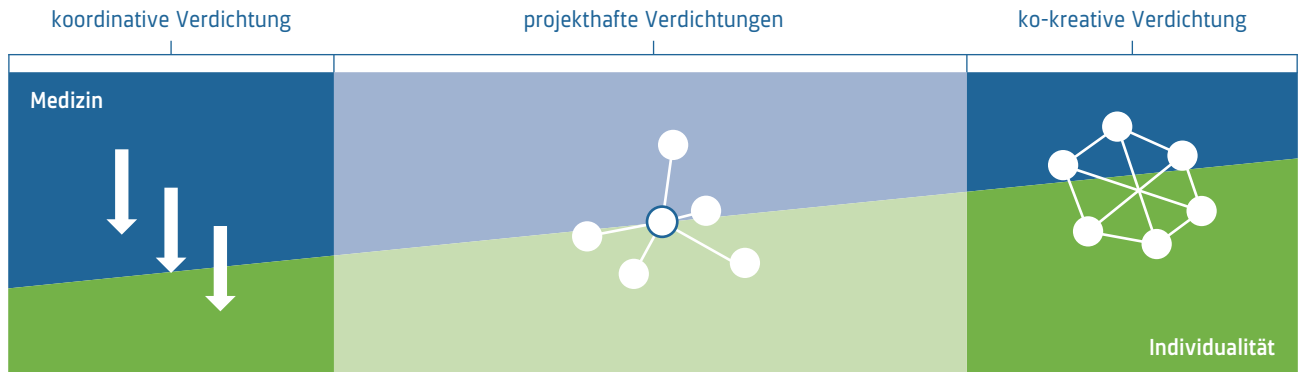 koordinative Verdichtung
projekthafte Verdichtungen
ko-kreative Verdichtung
Medizin
Individualität